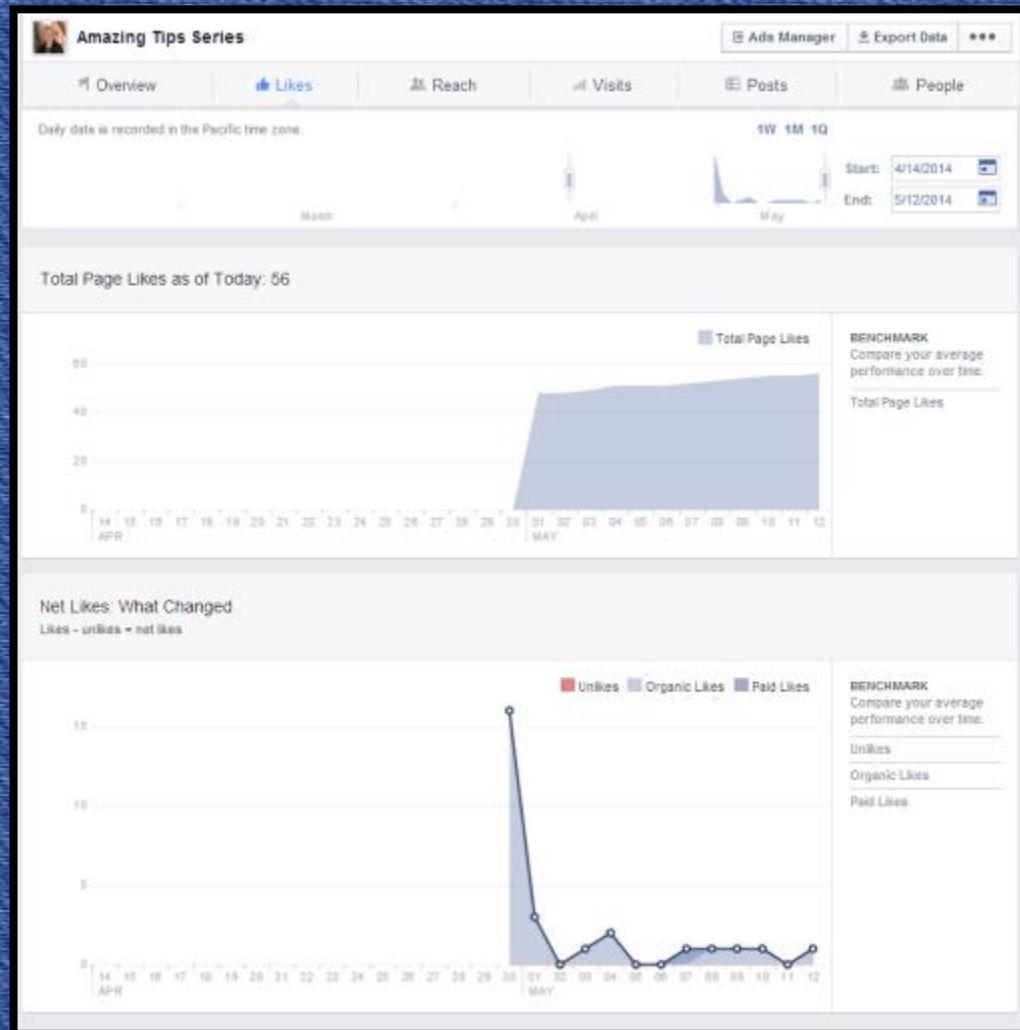 Amazing Tips Series
Ads Manager Export Data
Overview Likes Reach Visits Posts People
Daily data is recorded in the Pacific time zone.
1W 1M 1Q
Start: 4/14/2014
End: 5/12/2014
March April May
Total Page Likes as of Today: 56
Total Page Likes
BENCHMARK
Compare your average
performance over time.
Total Page Likes
60
40
20
0
14 15 16 17 18 19 20 21 22 23 24 25 26 27 28 29 30 01 02 03 04 05 06 07 08 09 10 11 12
APR MAY
Net Likes: What Changed
Likes - unlikes = net likes
Unlikes Organic Likes Paid Likes
BENCHMARK
Compare your average
performance over time.
Unlikes
Organic Likes
Paid Likes
15
10
5
0
14 15 16 17 18 19 20 21 22 23 24 25 26 27 28 29 30 01 02 03 04 05 06 07 08 09 10 11 12
APR MAY